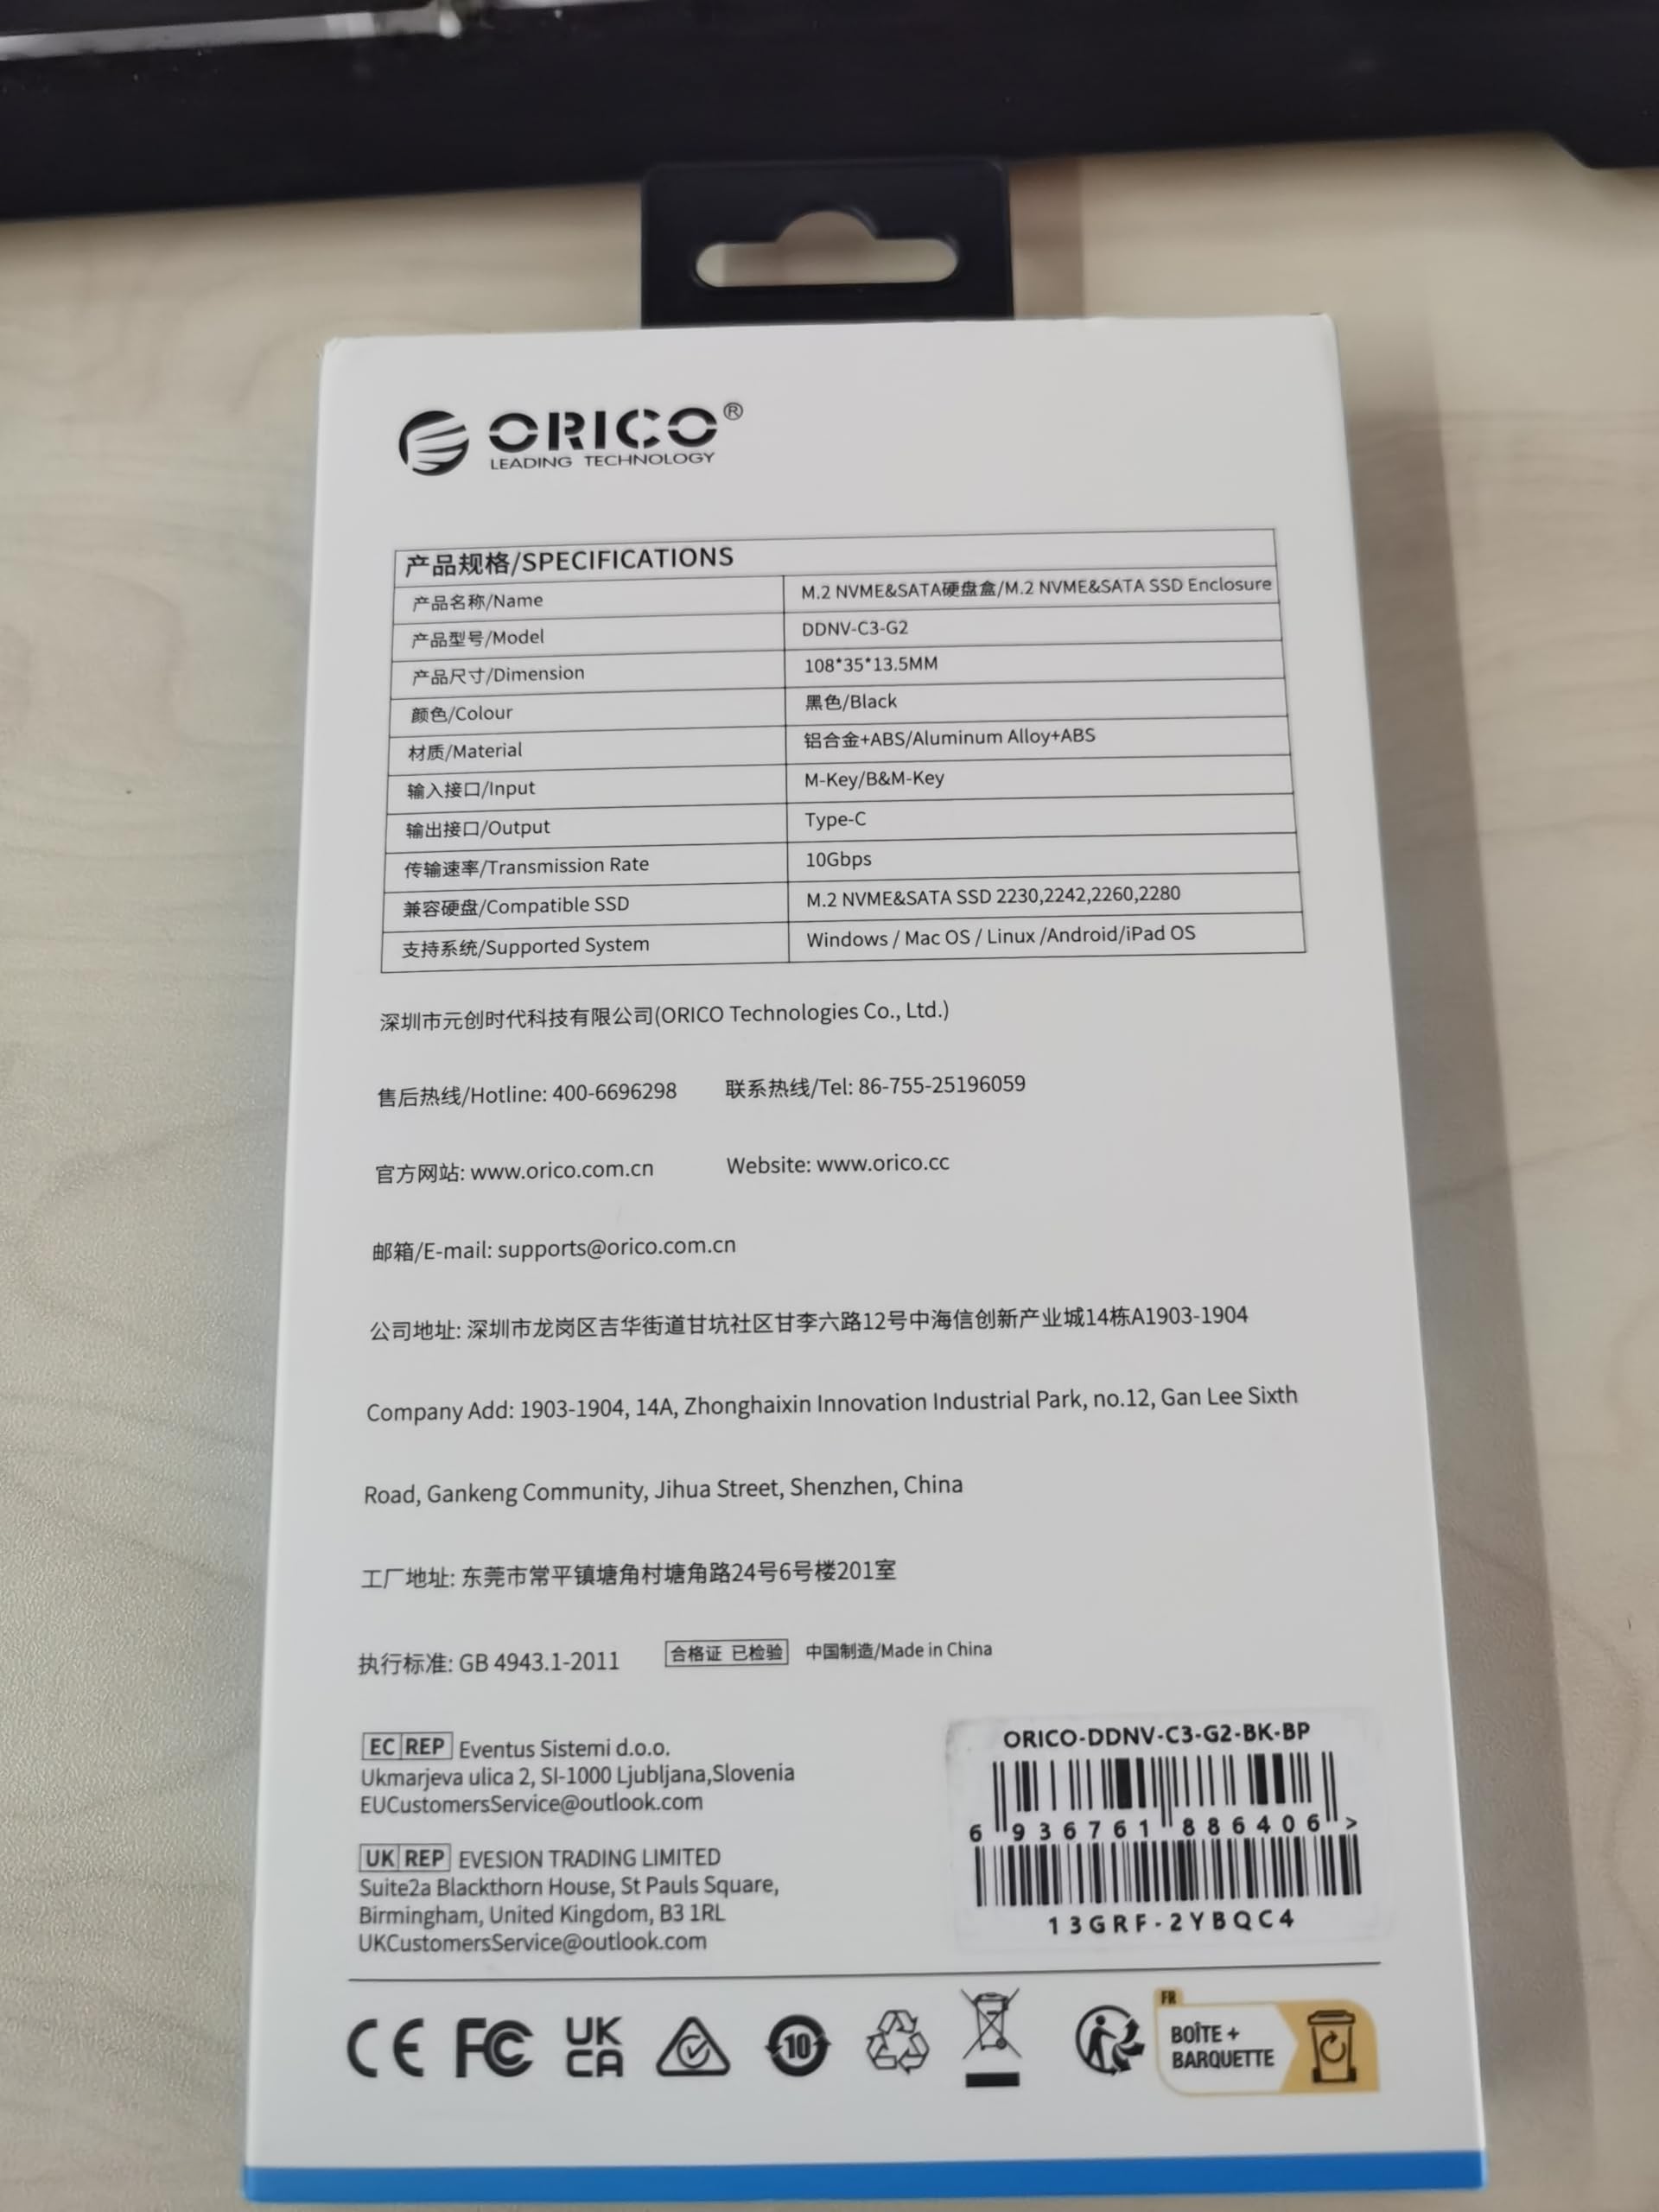 ORICO®
LEADING TECHNOLOGY
产品规格/SPECIFICATIONS
产品名称/Name M.2 NVME&SATA硬盘盒/M.2 NVME&SATA SSD Enclosure
产品型号/Model DDNV-C3-G2
产品尺寸/Dimension 108*35*13.5MM
颜色/Colour 黑色/Black
材质/Material 铝合金+ABS/Aluminum Alloy+ABS
输入接口/Input M-Key/B&M-Key
输出接口/Output Type-C
传输速率/Transmission Rate 10Gbps
兼容硬盘/Compatible SSD M.2 NVME&SATA SSD 2230,2242,2260,2280
支持系统/Supported System Windows / Mac OS / Linux /Android/iPad OS
深圳市元创时代科技有限公司(ORICO Technologies Co., Ltd.)
售后热线/Hotline: 400-6696298 联系热线/Tel: 86-755-25196059
官方网站: www.orico.com.cn Website: www.orico.cc
邮箱/E-mail: supports@orico.com.cn
公司地址: 深圳市龙岗区吉华街道甘坑社区甘李六路12号中海信创新产业城14栋A1903-1904
Company Add: 1903-1904, 14A, Zhonghaixin Innovation Industrial Park, no.12, Gan Lee Sixth
Road, Gankeng Community, Jihua Street, Shenzhen, China
工厂地址: 东莞市常平镇塘角村塘角路24号6号楼201室
执行标准: GB 4943.1-2011 合格证 已检验 中国制造/Made in China
EC REP Eventus Sistemi d.o.o.
Ukmarjeva ulica 2, SI-1000 Ljubljana,Slovenia
EUCustomersService@outlook.com
UK REP EVESION TRADING LIMITED
Suite2a Blackthorn House, St Pauls Square,
Birmingham, United Kingdom, B3 1RL
UKCustomersService@outlook.com
ORICO-DDNV-C3-G2-BK-BP
6 936761 886406 >
13GRF-2YBQC4
CE FC UK
CA 10
FR
BOÎTE +
BARQUETTE